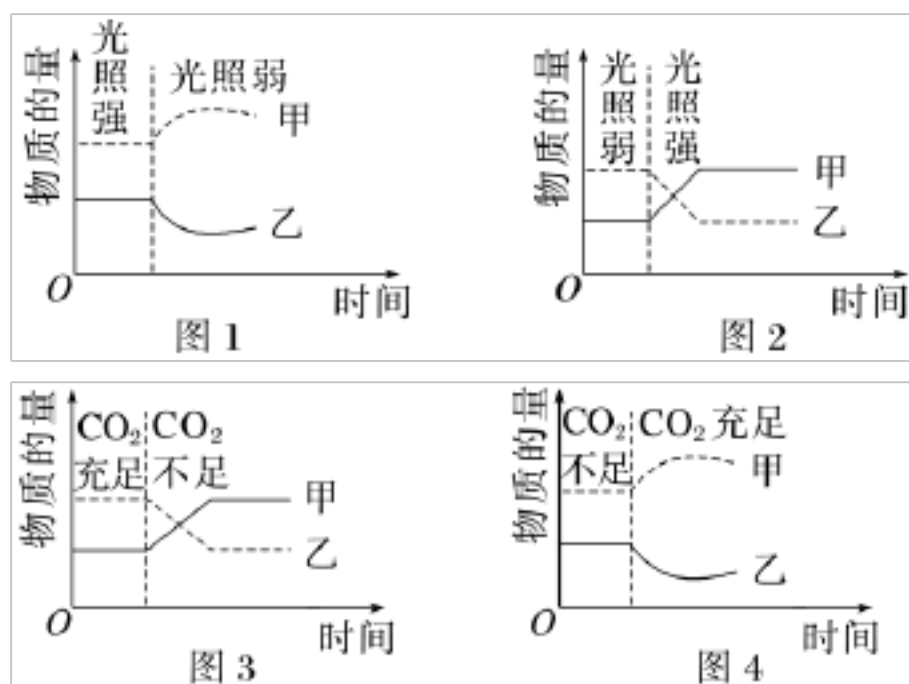 物质的量
光照强
光照弱
甲
乙
O
时间
图 1
物质的量
光照弱
光照强
甲
乙
O
时间
图 2
物质的量
CO₂充足
CO₂不足
甲
乙
O
时间
图 3
物质的量
CO₂不足
CO₂充足
甲
乙
O
时间
图 4